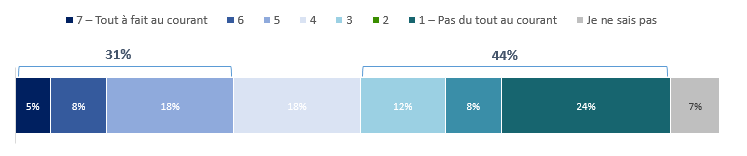 7 – Tout à fait au courant 6 5 4 3 2 1 – Pas du tout au courant Je ne sais pas
31% 44%
5% 8% 18% 18% 12% 8% 24% 7%